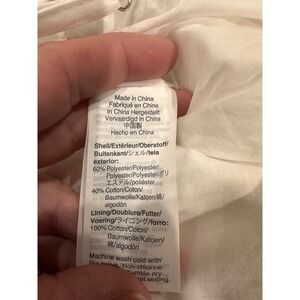 Made in China
Fabriqué en Chine
In China Hergestellt
Vervaardigd In China
中国製
Hecho en China
Shell/Extérieur/Oberstoff/
Buitenkant/シェル/tela
exterior:
60% Polyester/Polyester/
Polyester/Polyester/ポリ
エステル/poliéster
40% Cotton/Coton/
Baumwolle/Katoen/綿/
algodón
Lining/Doublure/Futter/
Voering/ライニング/forro:
100% Cotton/Coton/
Baumwolle/Katoen/
綿/algodón
Machine wash cold with
Non-chlorine